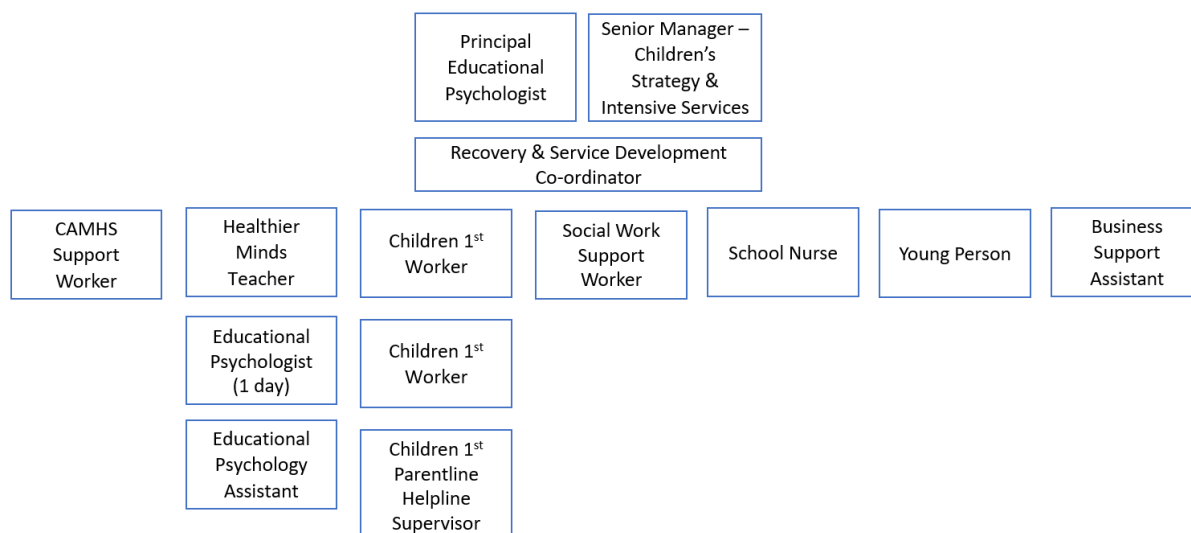 Principal
Educational
Psychologist
Senior Manager –
Children’s
Strategy &
Intensive Services
Recovery & Service Development
Co-ordinator
CAMHS
Support
Worker
Healthier
Minds
Teacher
Children 1st
Worker
Social Work
Support
Worker
School Nurse
Young Person
Business
Support
Assistant
Educational
Psychologist
(1 day)
Children 1st
Worker
Educational
Psychology
Assistant
Children 1st
Parentline
Helpline
Supervisor